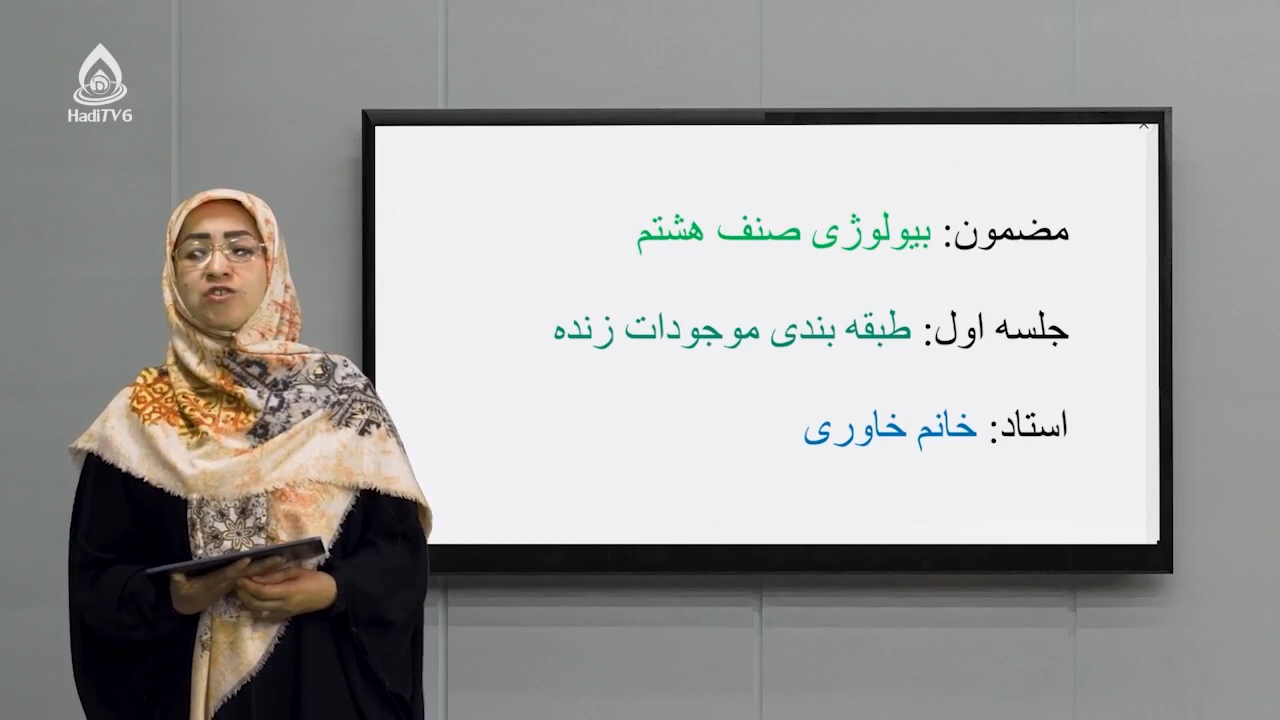 HadiTV6
مضمون: بیولوژی صنف هشتم
جلسه اول: طبقه بندی موجودات زنده
استاد: خانم خاوری